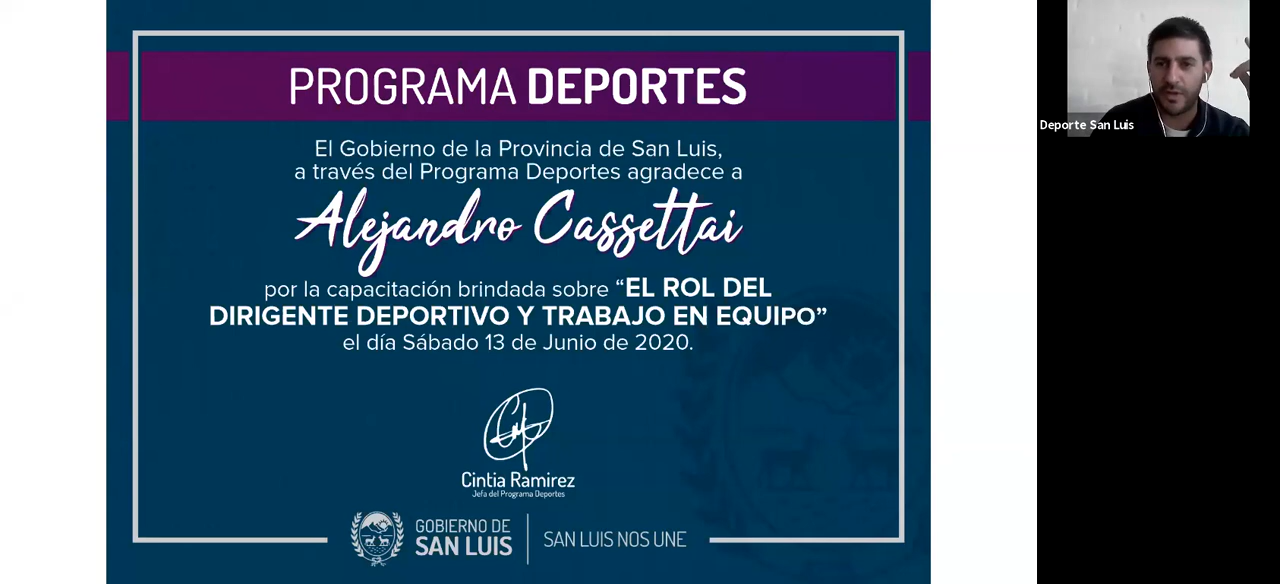 PROGRAMA DEPORTES
El Gobierno de la Provincia de San Luis,
a través del Programa Deportes agradece a
Alejandro Cassettai
por la capacitación brindada sobre “EL ROL DEL
DIRIGENTE DEPORTIVO Y TRABAJO EN EQUIPO”
el día Sábado 13 de Junio de 2020.
Cintia Ramirez
Jefa del Programa Deportes
GOBIERNO DE
SAN LUIS
SAN LUIS NOS UNE
Deporte San Luis